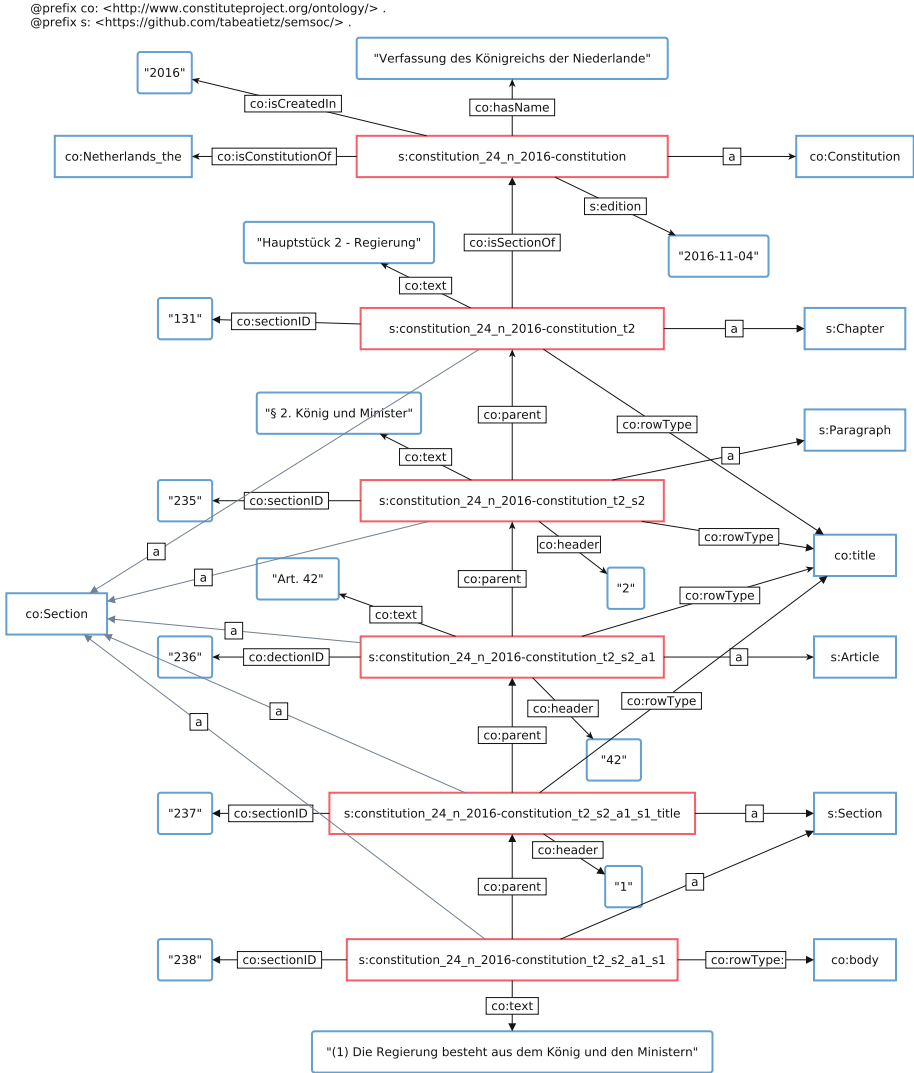 @prefix co: <http://www.constituteproject.org/ontology/> .
@prefix s: <https://github.com/tabeatietz/semsoc/> .
"Verfassung des Königreichs der Niederlande"
"2016"
co:isCreatedIn
co:hasName
co:Netherlands_the
co:isConstitutionOf
s:constitution_24_n_2016-constitution
a
co:Constitution
s:edition
"Hauptstück 2 - Regierung"
co:isSectionOf
"2016-11-04"
co:text
"131"
co:sectionID
s:constitution_24_n_2016-constitution_t2
a
s:Chapter
"§ 2. König und Minister"
co:parent
co:rowType
s:Paragraph
co:text
a
"235"
co:sectionID
s:constitution_24_n_2016-constitution_t2_s2
co:rowType
a
co:header
co:title
"Art. 42"
a
co:parent
"2"
co:rowType
co:Section
co:text
a
"236"
co:dectionID
s:constitution_24_n_2016-constitution_t2_s2_a1
a
s:Article
co:rowType
a
co:header
a
co:parent
"42"
"237"
co:sectionID
s:constitution_24_n_2016-constitution_t2_s2_a1_s1_title
a
s:Section
co:header
co:parent
"1"
a
"238"
co:sectionID
s:constitution_24_n_2016-constitution_t2_s2_a1_s1
co:rowType:
co:body
co:text
"(1) Die Regierung besteht aus dem König und den Ministern"